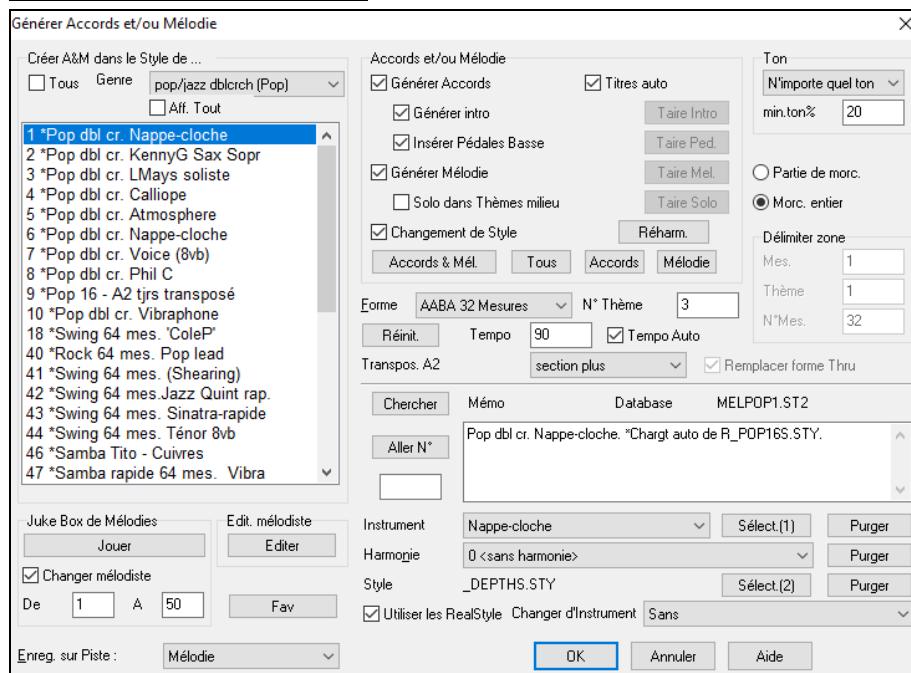 Générer Accords et/ou Mélodie
Créer A&M dans le Style de ...
Tous Genre pop/jazz dblcrch (Pop)
Aff. Tout
1 *Pop dbl cr. Nappe-cloche
2 *Pop dbl cr. KennyG Sax Sopr
3 *Pop dbl cr. LMays soliste
4 *Pop dbl cr. Calliope
5 *Pop dbl cr. Atmosphere
6 *Pop dbl cr. Nappe-cloche
7 *Pop dbl cr. Voice (8vb)
8 *Pop dbl cr. Phil C
9 *Pop 16 - A2 tjrs transposé
10 *Pop dbl cr. Vibraphone
18 *Swing 64 mes. 'ColeP'
40 *Rock 64 mes. Pop lead
41 *Swing 64 mes. (Shearing)
42 *Swing 64 mes.Jazz Quint rap.
43 *Swing 64 mes. Sinatra-rapide
44 *Swing 64 mes. Ténor 8vb
46 *Samba Tito - Cuivres
47 *Samba rapide 64 mes. Vibra
Juke Box de Mélodies
Jouer
Changer mélodiste
De 1 A 50
Edit. mélodiste
Editer
Fav
Enreg. sur Piste : Mélodie
Accords et/ou Mélodie
Générer Accords Titres auto
Générer intro Taire Intro
Insérer Pédales Basse Taire Ped.
Générer Mélodie Taire Mel.
Solo dans Thèmes milieu Taire Solo
Changement de Style Réharm.
Accords & Mél. Tous Accords Mélodie
Ton
N'importe quel ton
min.ton% 20
Partie de morc.
Morc. entier
Délimiter zone
Mes. 1
Thème 1
N°Mes. 32
Forme AABA 32 Mesures N° Thème 3
Réinit. Tempo 90 Tempo Auto
Transpos. A2 section plus Remplacer forme Thru
Chercher Mémo Database MELPOP1.ST2
Aller N° Pop dbl cr. Nappe-cloche. *Chargt auto de R_POP16S.STY.
Instrument Nappe-cloche Sélect.(1) Purger
Harmonie 0 <sans harmonie> Purger
Style _DEPTHS.STY Sélect.(2) Purger
Utiliser les RealStyle Changer d'Instrument Sans
OK Annuler Aide